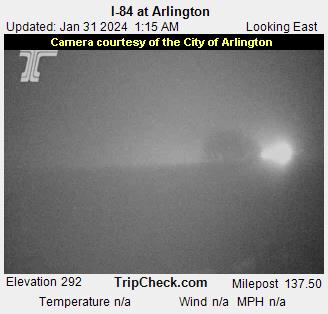 I-84 at Arlington
Updated: Jan 31 2024 1:15 AM Looking East
Camera courtesy of the City of Arlington
Elevation 292 TripCheck.com Milepost 137.50
Temperature n/a Wind n/a MPH n/a